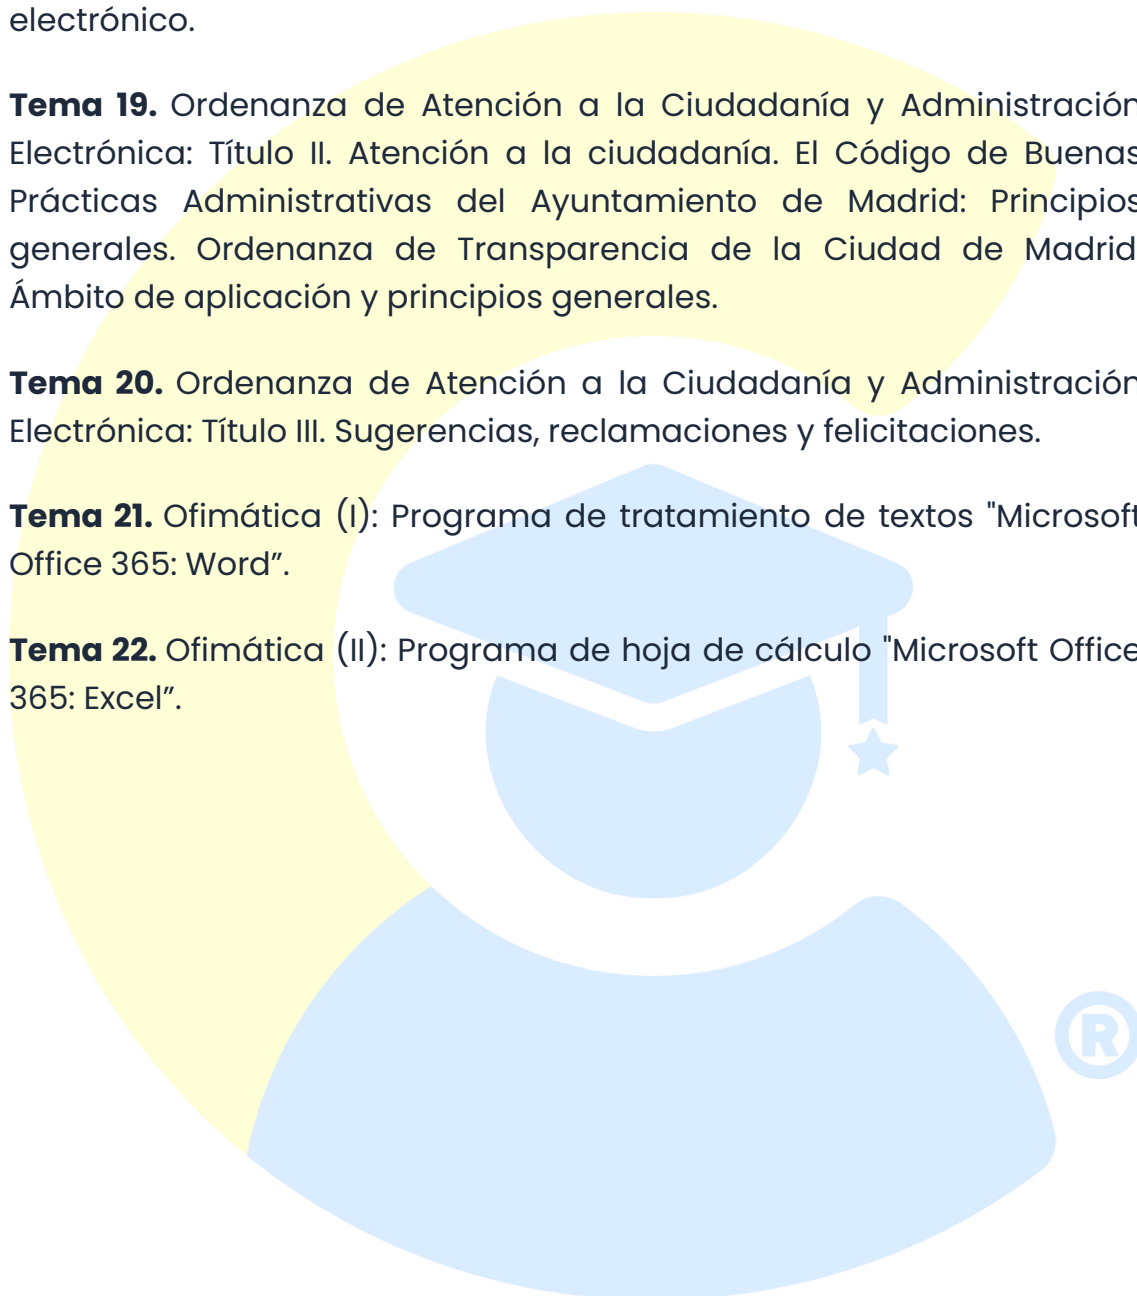 electrónico.
Tema 19. Ordenanza de Atención a la Ciudadanía y Administración
Electrónica: Título II. Atención a la ciudadanía. El Código de Buenas
Prácticas Administrativas del Ayuntamiento de Madrid: Principios
generales. Ordenanza de Transparencia de la Ciudad de Madrid
Ámbito de aplicación y principios generales.
Tema 20. Ordenanza de Atención a la Ciudadanía y Administración
Electrónica: Título III. Sugerencias, reclamaciones y felicitaciones.
Tema 21. Ofimática (I): Programa de tratamiento de textos "Microsoft
Office 365: Word”.
Tema 22. Ofimática (II): Programa de hoja de cálculo "Microsoft Office
365: Excel”.
®